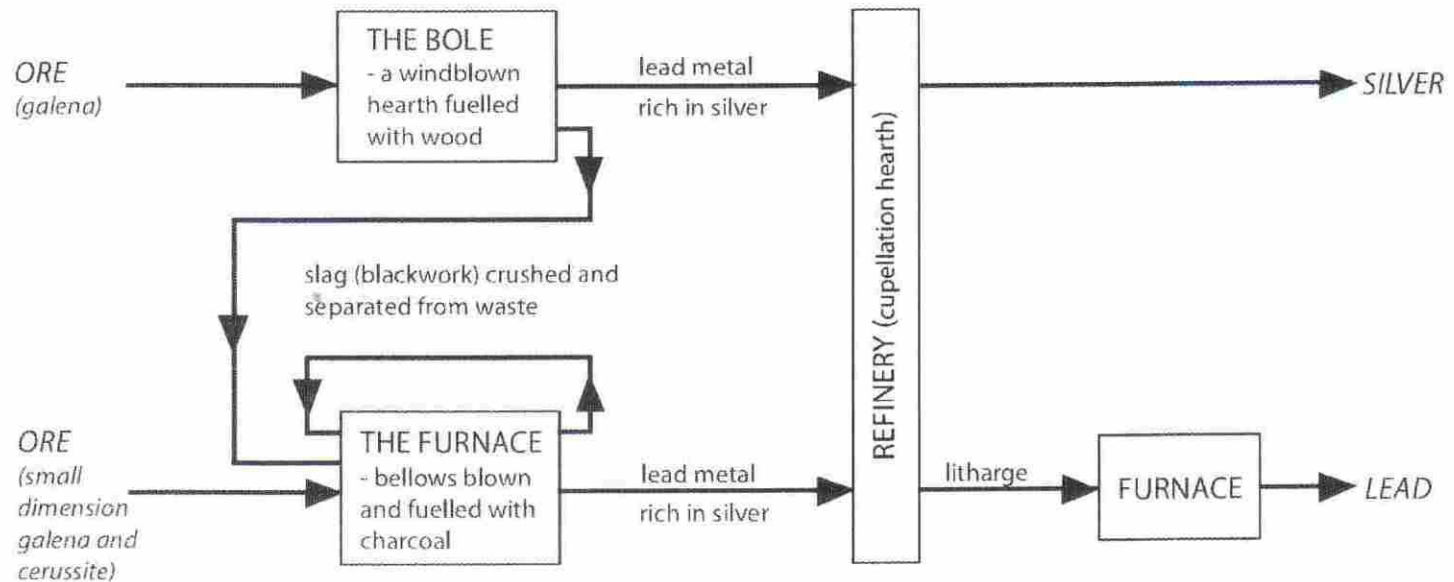 ORE
(galena)
THE BOLE
- a windblown
hearth fuelled
with wood
lead metal
rich in silver
REFINERY (cupellation hearth)
SILVER
slag (blackwork) crushed and
separated from waste
ORE
(small
dimension
galena and
cerussite)
THE FURNACE
- bellows blown
and fuelled with
charcoal
lead metal
rich in silver
litharge
FURNACE
LEAD